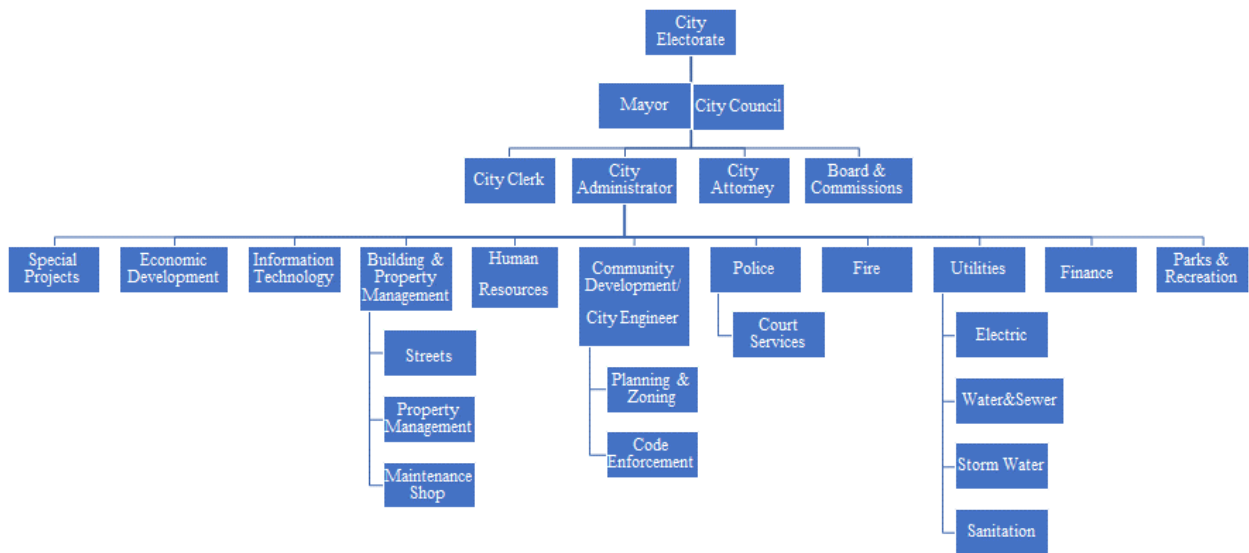 City
Electorate
Mayor
City Council
City Clerk
City
Administrator
City
Attorney
Board &
Commissions
Special
Projects
Economic
Development
Information
Technology
Building &
Property
Management
Human
Resources
Community
Development/
City Engineer
Police
Fire
Utilities
Finance
Parks &
Recreation
Streets
Property
Management
Maintenance
Shop
Planning &
Zoning
Code
Enforcement
Court
Services
Electric
Water&Sewer
Storm Water
Sanitation